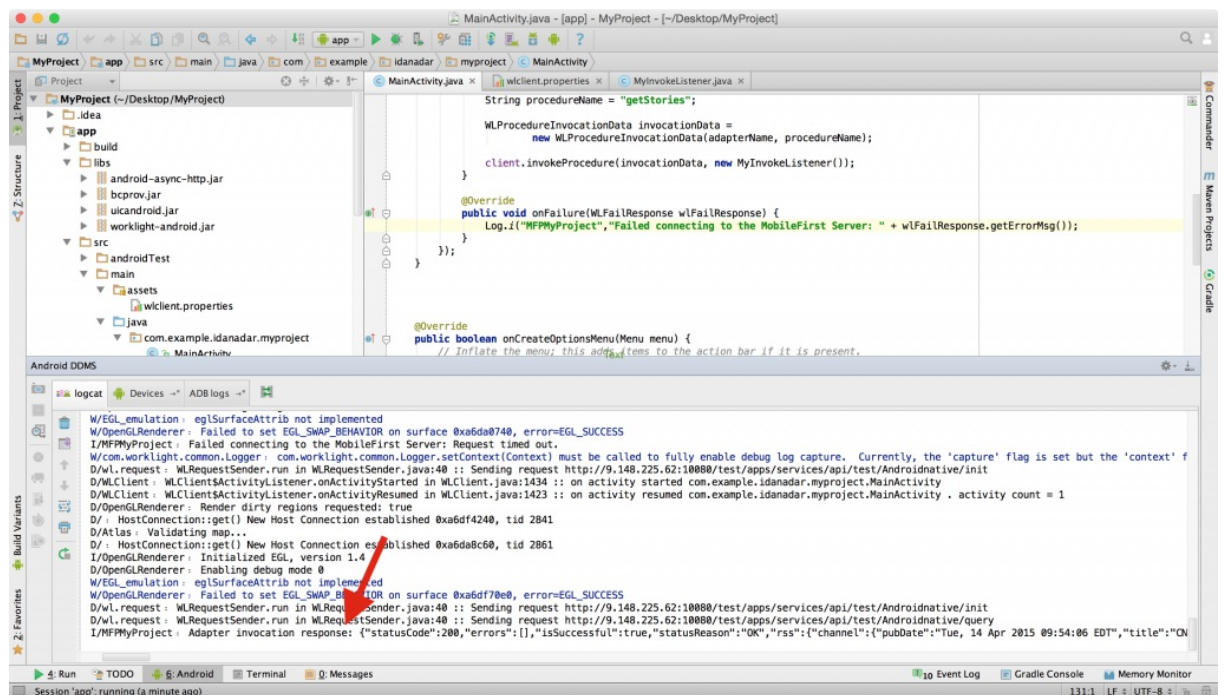 MainActivity.java - [app] - MyProject - [~/Desktop/MyProject]
app
MyProject app src main java com example idanadar myproject MainActivity
Project
MainActivity.java
wlclient.properties
MyInvokeListener.java
1: Project
Z: Structure
MyProject (~/Desktop/MyProject)
.idea
app
build
libs
android-async-http.jar
bcprov.jar
uicandroid.jar
worklight-android.jar
src
androidTest
main
assets
wlclient.properties
java
com.example.idanadar.myproject
MainActivity
String procedureName = "getStories";
WLProcedureInvocationData invocationData =
new WLProcedureInvocationData(adapterName, procedureName);
client.invokeProcedure(invocationData, new MyInvokeListener());
}
@Override
public void onFailure(WLFailResponse wlFailResponse) {
Log.i("MFPMyProject","Failed connecting to the MobileFirst Server: " + wlFailResponse.getErrorMsg());
}
});
}
@Override
public boolean onCreateOptionsMenu(Menu menu) {
// Inflate the menu; this adds items to the action bar if it is present.
Text
Commander
Maven Projects
Gradle
Android DDMS
logcat
Devices
ADB logs
W/EGL_emulation﹕ eglSurfaceAttrib not implemented
W/OpenGLRenderer﹕ Failed to set EGL_SWAP_BEHAVIOR on surface 0xa6da0740, error=EGL_SUCCESS
I/MFPMyProject﹕ Failed connecting to the MobileFirst Server: Request timed out.
W/com.worklight.common.Logger﹕ com.worklight.common.Logger.setContext(Context) must be called to fully enable debug log capture. Currently, the 'capture' flag is set but the 'context' f
D/wl.request﹕ WLRequestSender.run in WLRequestSender.java:40 :: Sending request http://9.148.225.62:10080/test/apps/services/api/test/Androidnative/init
D/WLClient﹕ WLClient$ActivityListener.onActivityStarted in WLClient.java:1434 :: on activity started com.example.idanadar.myproject.MainActivity
D/WLClient﹕ WLClient$ActivityListener.onActivityResumed in WLClient.java:1423 :: on activity resumed com.example.idanadar.myproject.MainActivity . activity count = 1
D/OpenGLRenderer﹕ Render dirty regions requested: true
D/﹕ HostConnection::get() New Host Connection established 0xa6df4240, tid 2841
D/Atlas﹕ Validating map...
D/﹕ HostConnection::get() New Host Connection established 0xa6da8c60, tid 2861
I/OpenGLRenderer﹕ Initialized EGL, version 1.4
D/OpenGLRenderer﹕ Enabling debug mode 0
W/EGL_emulation﹕ eglSurfaceAttrib not implemented
W/OpenGLRenderer﹕ Failed to set EGL_SWAP_BEHAVIOR on surface 0xa6df70e0, error=EGL_SUCCESS
D/wl.request﹕ WLRequestSender.run in WLRequestSender.java:40 :: Sending request http://9.148.225.62:10080/test/apps/services/api/test/Androidnative/init
D/wl.request﹕ WLRequestSender.run in WLRequestSender.java:40 :: Sending request http://9.148.225.62:10080/test/apps/services/api/test/Androidnative/query
I/MFPMyProject﹕ Adapter invocation response: {"statusCode":200,"errors":[],"isSuccessful":true,"statusReason":"OK","rss":{"channel":{"pubDate":"Tue, 14 Apr 2015 09:54:06 EDT","title":"CN
Build Variants
2: Favorites
4: Run TODO 6: Android Terminal 0: Messages 10 Event Log Gradle Console Memory Monitor
Session 'app': running (a minute ago) 131:1 LF UTF-8